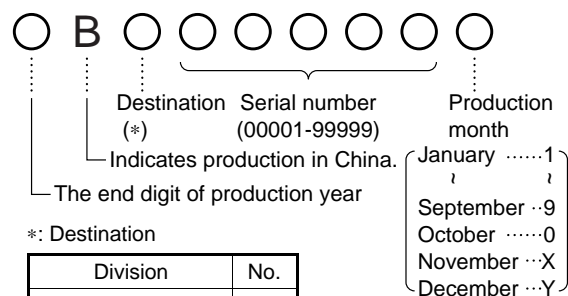 ○ B ○ ○ ○ ○ ○ ○ ○
Destination
(*)
Serial number
(00001-99999)
Production
month
Indicates production in China.
The end digit of production year
January ······1
≀ ≀
September ··9
October ······0
November ···X
December ···Y
*: Destination
Division No.